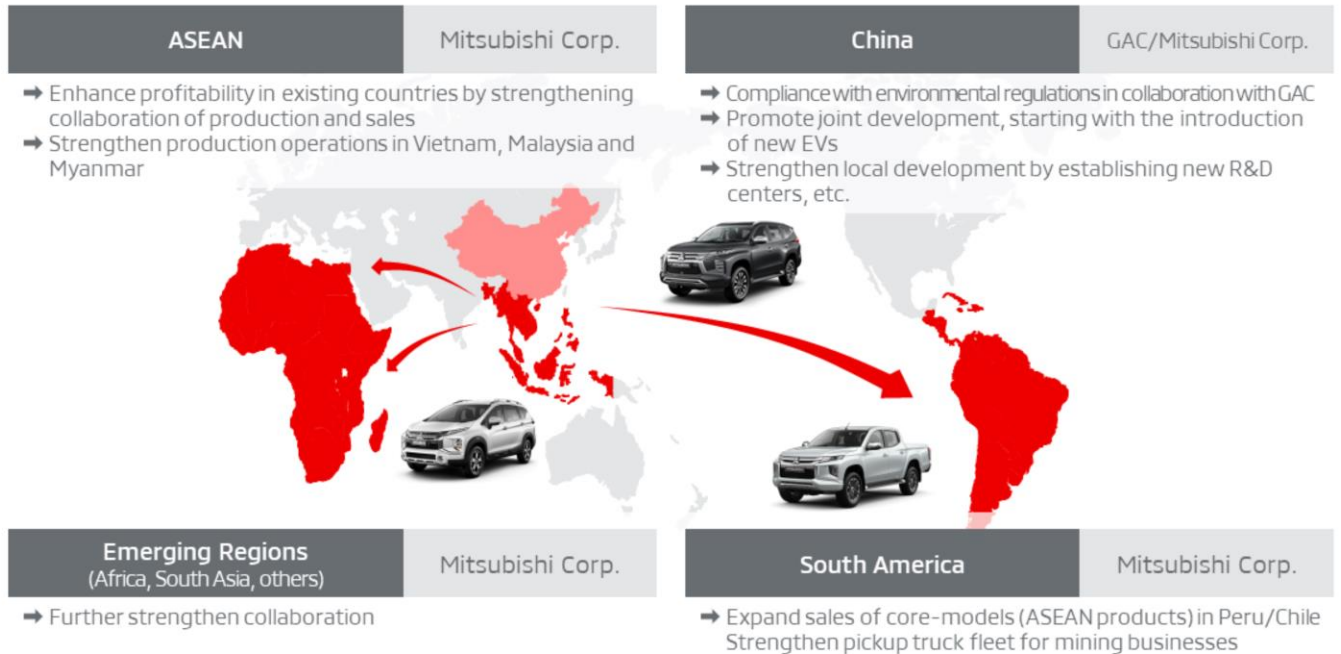 ASEAN
Mitsubishi Corp.
➡ Enhance profitability in existing countries by strengthening
collaboration of production and sales
➡ Strengthen production operations in Vietnam, Malaysia and
Myanmar
China
GAC/Mitsubishi Corp.
➡ Compliance with environmental regulations in collaboration with GAC
➡ Promote joint development, starting with the introduction
of new EVs
➡ Strengthen local development by establishing new R&D
centers, etc.
Emerging Regions
(Africa, South Asia, others)
Mitsubishi Corp.
➡ Further strengthen collaboration
South America
Mitsubishi Corp.
➡ Expand sales of core-models (ASEAN products) in Peru/Chile
Strengthen pickup truck fleet for mining businesses